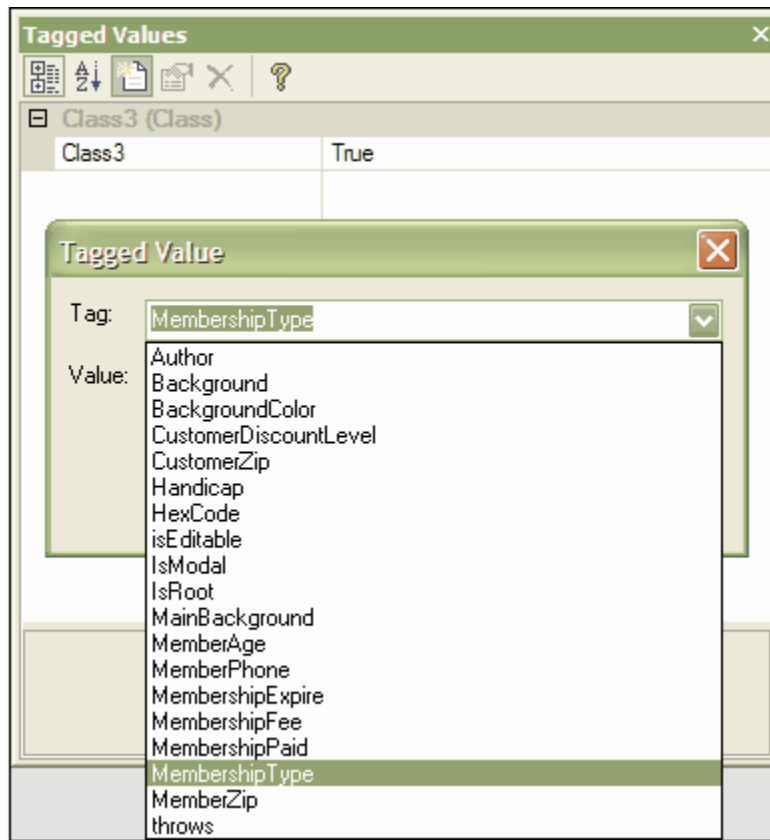 Tagged Values
Class3 (Class)
Class3 True
Tagged Value
Tag: MembershipType
Value:
Author
Background
BackgroundColor
CustomerDiscountLevel
CustomerZip
Handicap
HexCode
isEditable
IsModal
IsRoot
MainBackground
MemberAge
MemberPhone
MembershipExpire
MembershipFee
MembershipPaid
MembershipType
MemberZip
throws